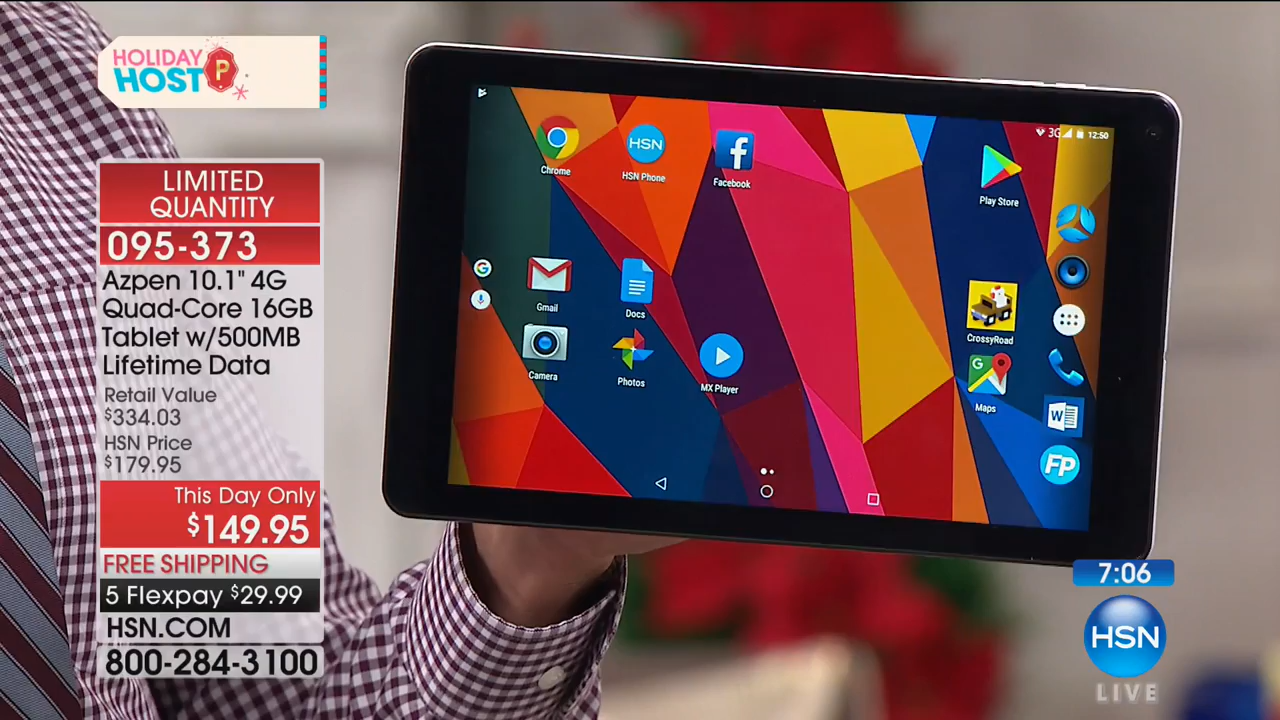 HOLIDAY
HOST P
LIMITED
QUANTITY
095-373
Azpen 10.1" 4G
Quad-Core 16GB
Tablet w/500MB
Lifetime Data
Retail Value
$334.03
HSN Price
$179.95
This Day Only
$149.95
FREE SHIPPING
5 Flexpay $29.99
HSN.COM
800-284-3100
3G 12:50
Chrome
HSN
HSN Phone
f
Facebook
Play Store
G
Gmail
Docs
CrossyRoad
Camera
Photos
MX Player
G
Maps
W
FP
7:06
HSN
LIVE